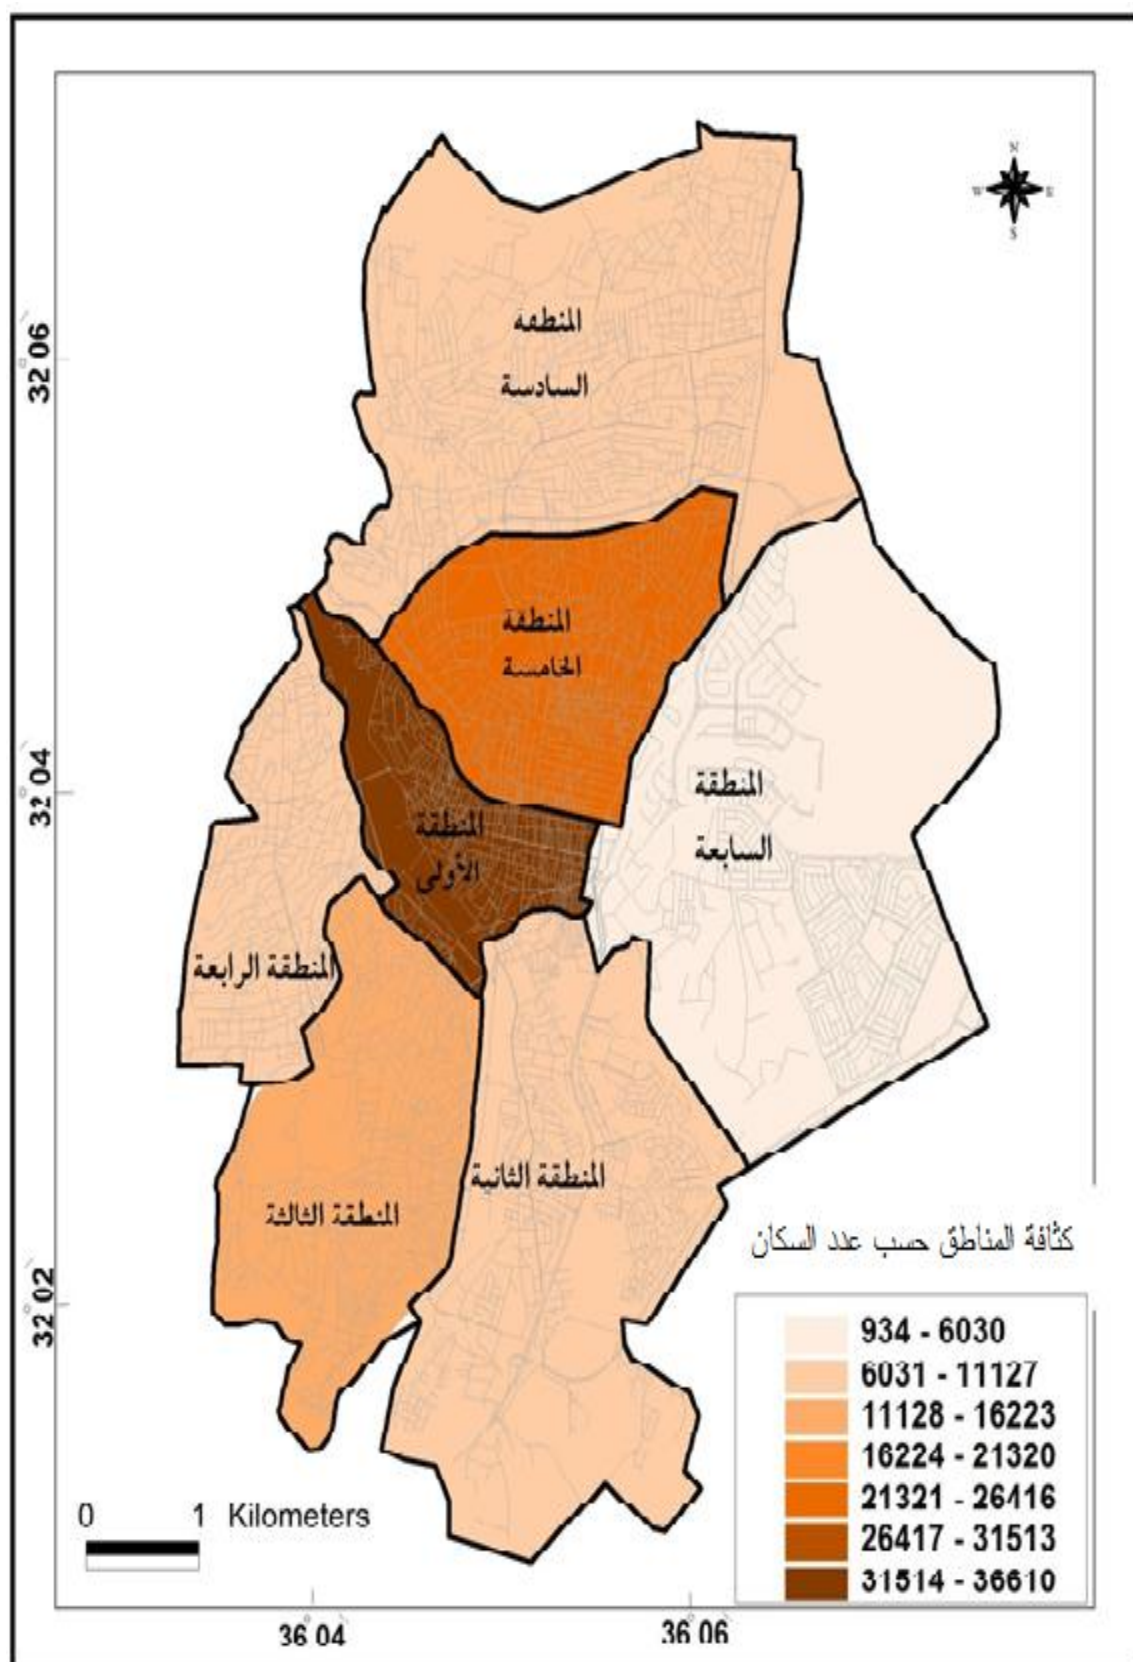 N
W E
S
المنطقة
السادسة
32° 06'
المنطقة
الخامسة
32° 04'
المنطقة
السابعة
المنطقة
الأولى
المنطقة الرابعة
المنطقة الثانية
المنطقة الثالثة
كثافة المناطق حسب عدد السكان
32° 02'
934 - 6030
6031 - 11127
11128 - 16223
16224 - 21320
21321 - 26416
26417 - 31513
31514 - 36610
0 1 Kilometers
36° 04'
36° 06'